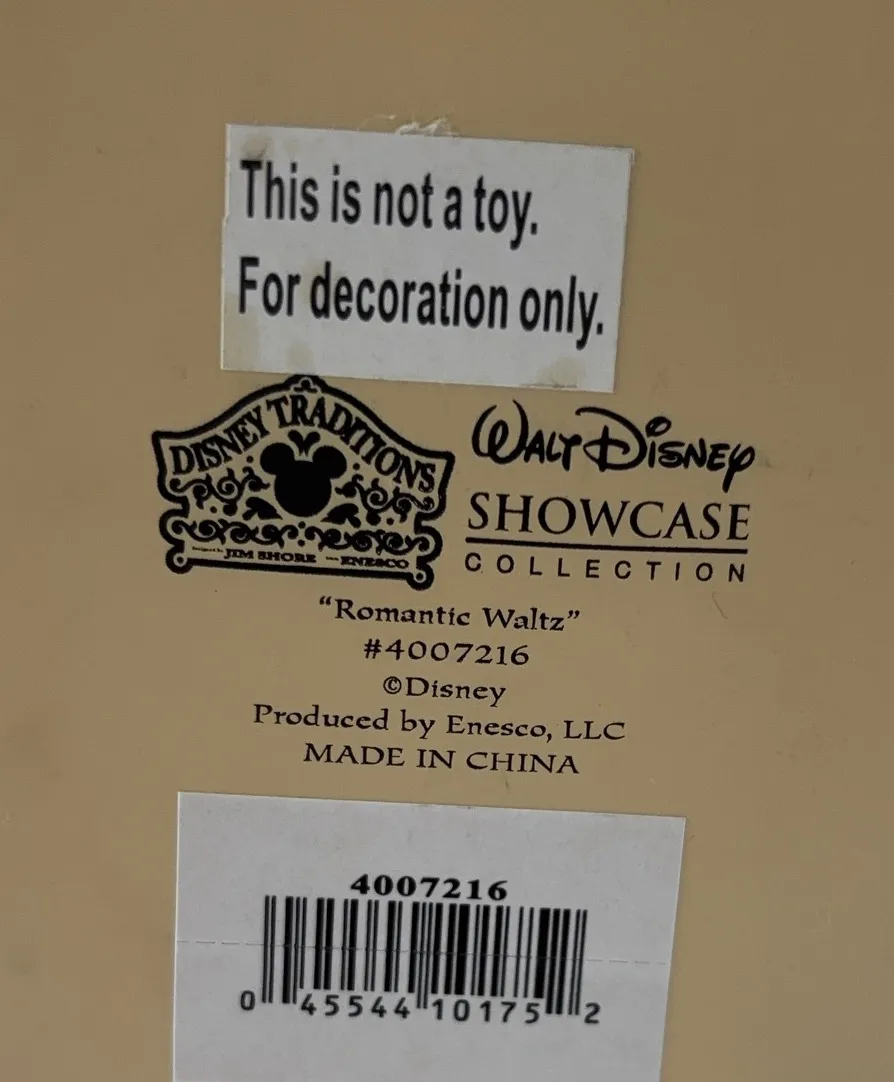 This is not a toy.
For decoration only.
DISNEY TRADITIONS
JIM SHORE ENESCO
WALT DISNEY
SHOWCASE
COLLECTION
“Romantic Waltz”
#4007216
©Disney
Produced by Enesco, LLC
MADE IN CHINA
4007216
0 45544 10175 2